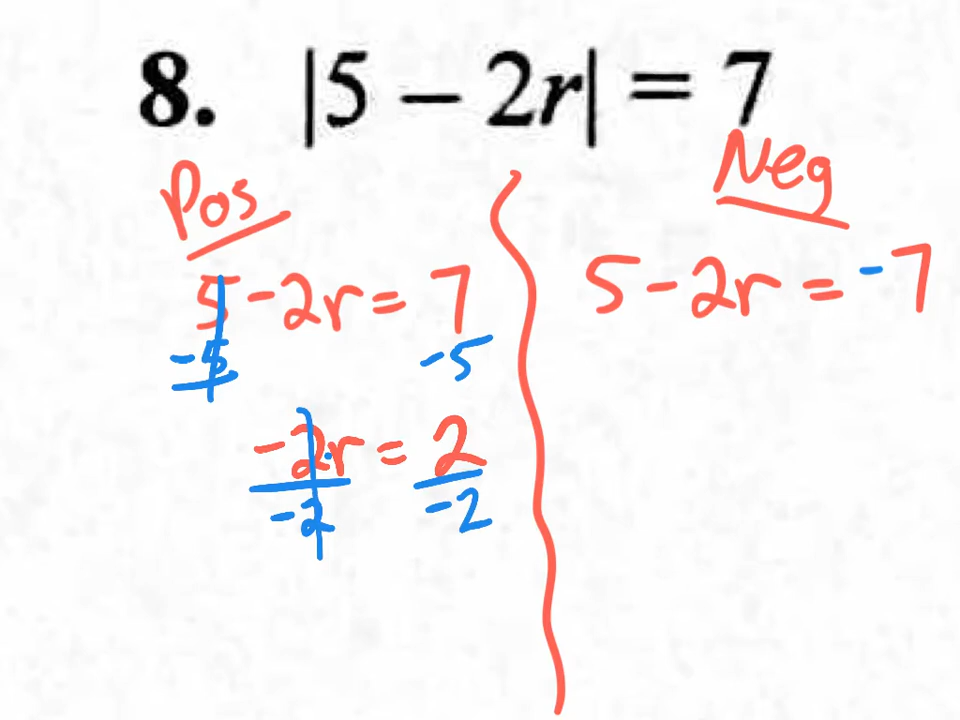 8. |5 – 2r| = 7
Pos
5 - 2r = 7
-5 -5
-2r = 2
-2 -2
Neg
5 - 2r = -7